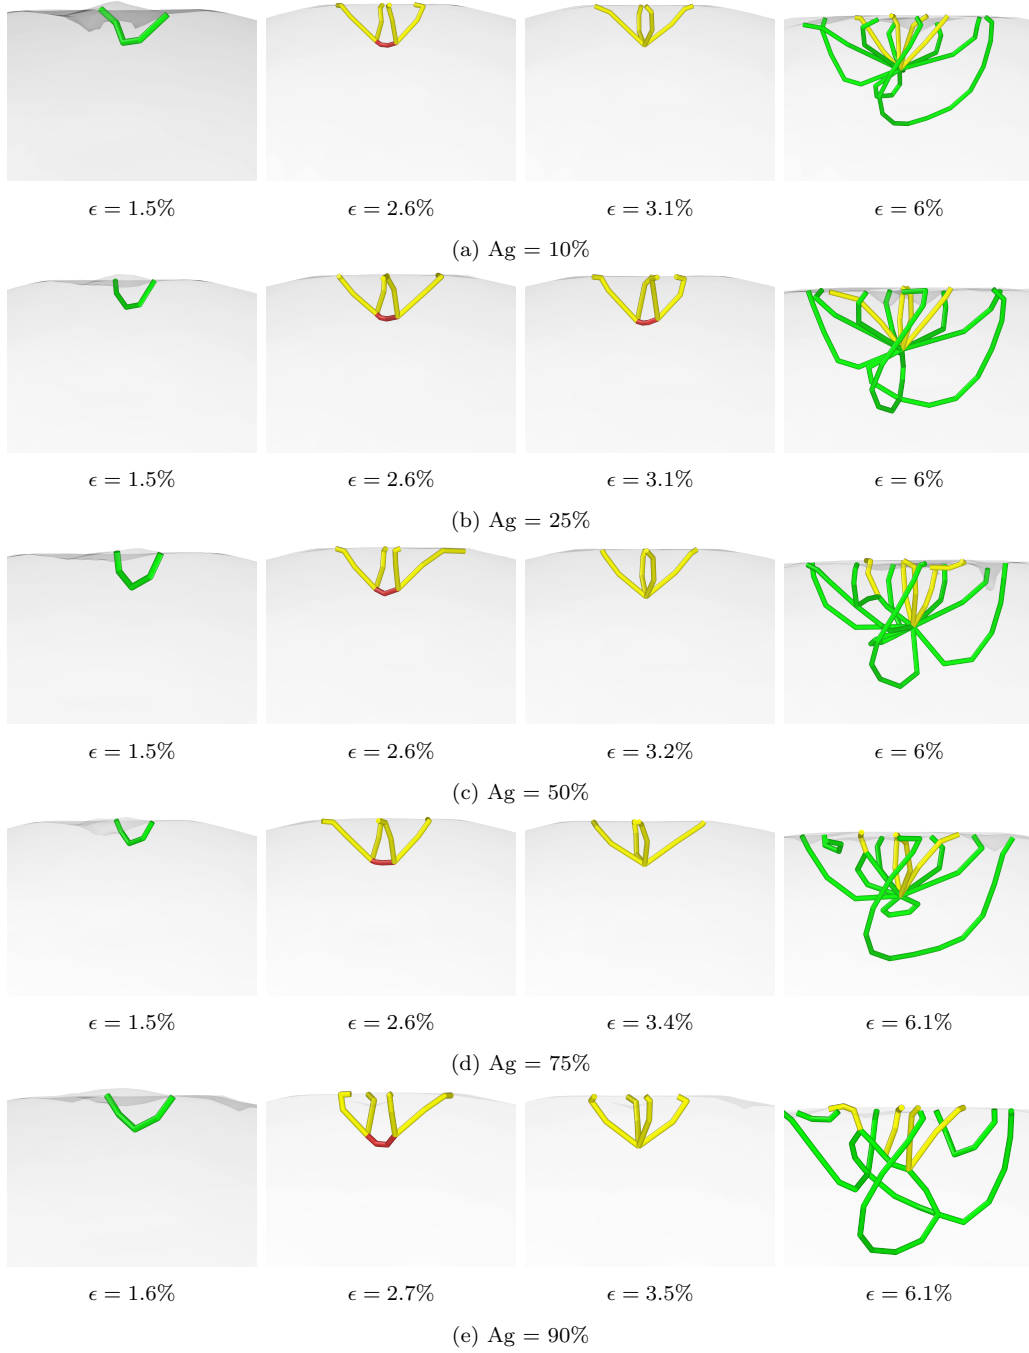 ϵ = 1.5% ϵ = 2.6% ϵ = 3.1% ϵ = 6%
(a) Ag = 10%
ϵ = 1.5% ϵ = 2.6% ϵ = 3.1% ϵ = 6%
(b) Ag = 25%
ϵ = 1.5% ϵ = 2.6% ϵ = 3.2% ϵ = 6%
(c) Ag = 50%
ϵ = 1.5% ϵ = 2.6% ϵ = 3.4% ϵ = 6.1%
(d) Ag = 75%
ϵ = 1.6% ϵ = 2.7% ϵ = 3.5% ϵ = 6.1%
(e) Ag = 90%